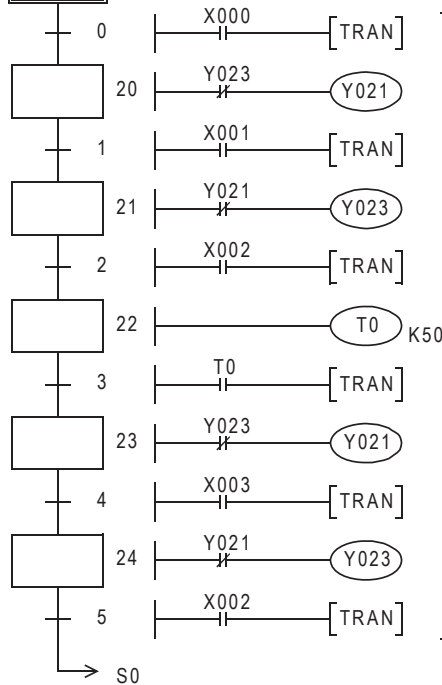 X000
0 TRAN
Y023
20 Y021
X001
1 TRAN
Y021
21 Y023
X002
2 TRAN
22 T0 K50
T0
3 TRAN
Y023
23 Y021
X003
4 TRAN
Y021
24 Y023
X002
5 TRAN
S0